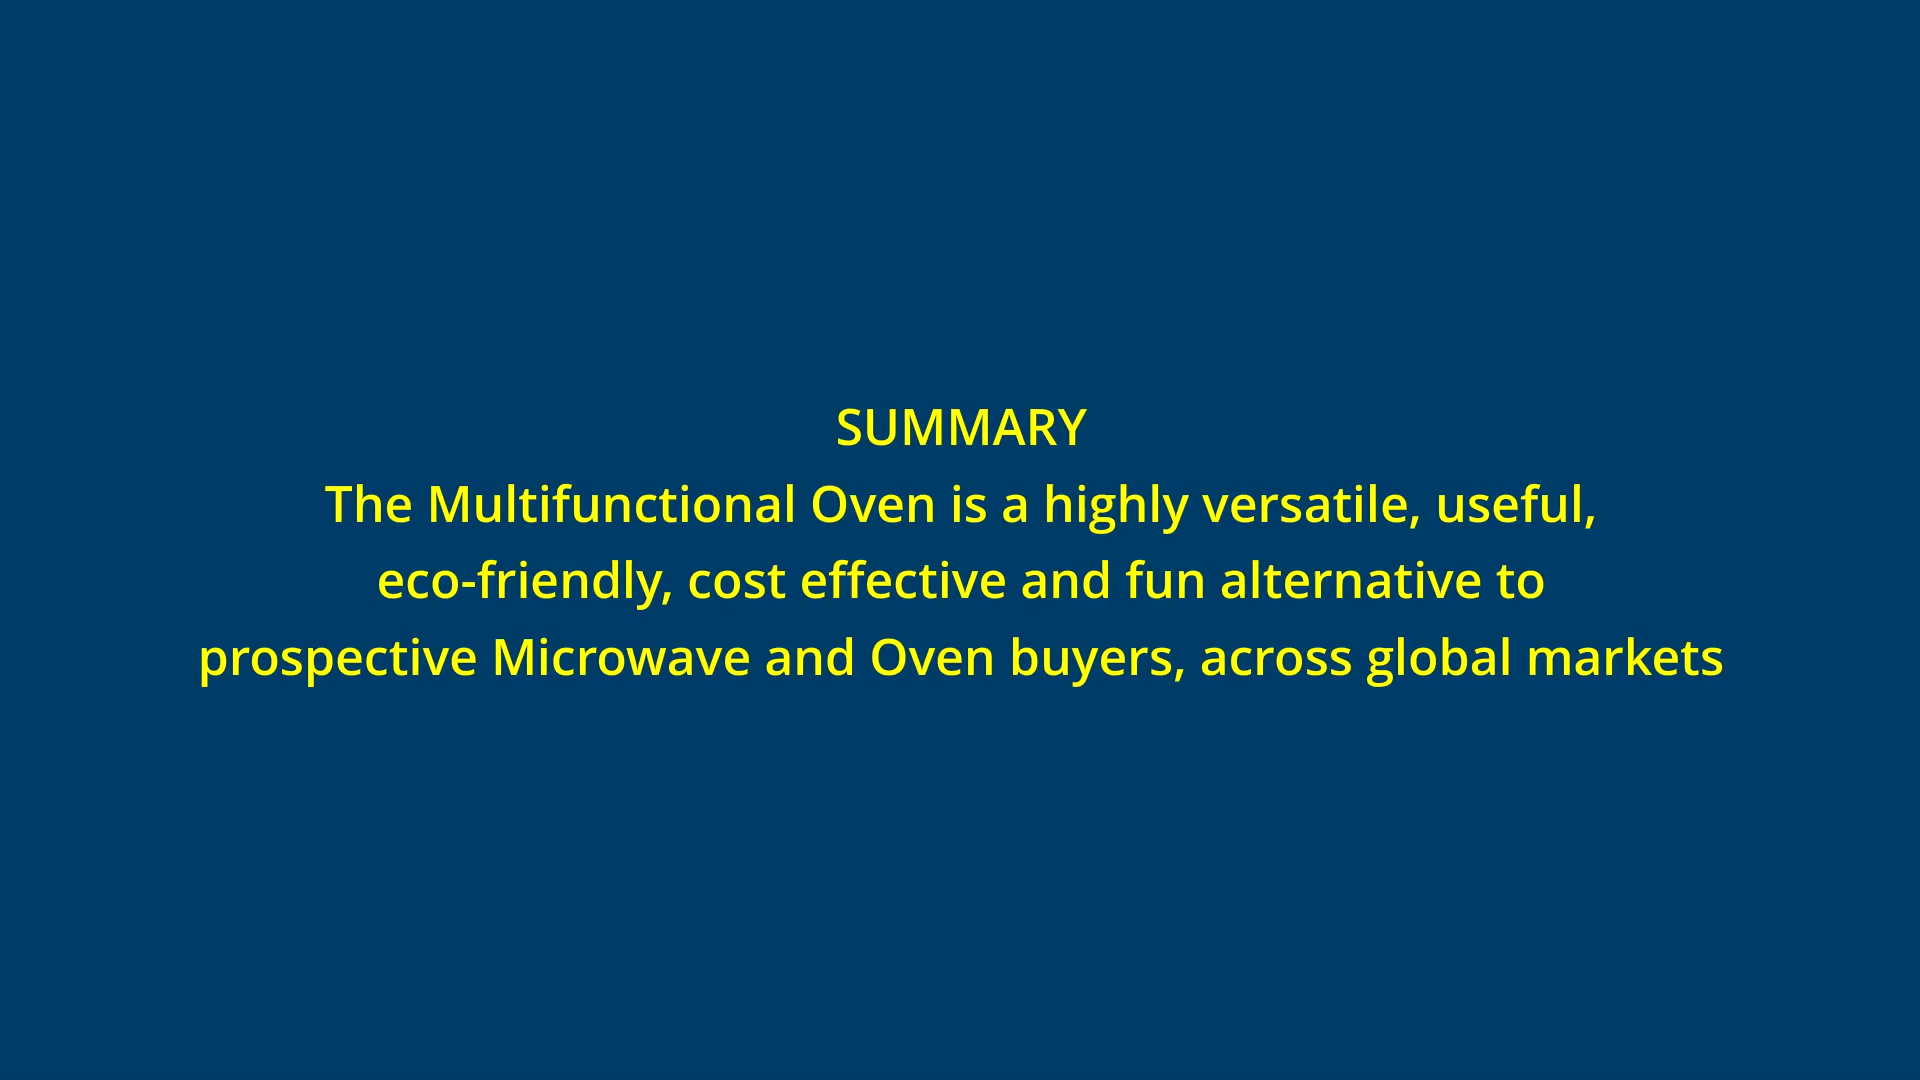 SUMMARY
The Multifunctional Oven is a highly versatile, useful,
eco-friendly, cost effective and fun alternative to
prospective Microwave and Oven buyers, across global markets